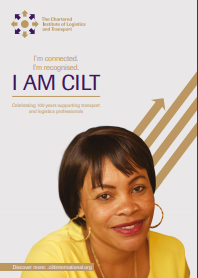 The Chartered
Institute of Logistics
and Transport
I'm connected.
I'm recognised.
I AM CILT
Celebrating 100 years supporting transport
and logistics professionals
Discover more: ciltinternational.org